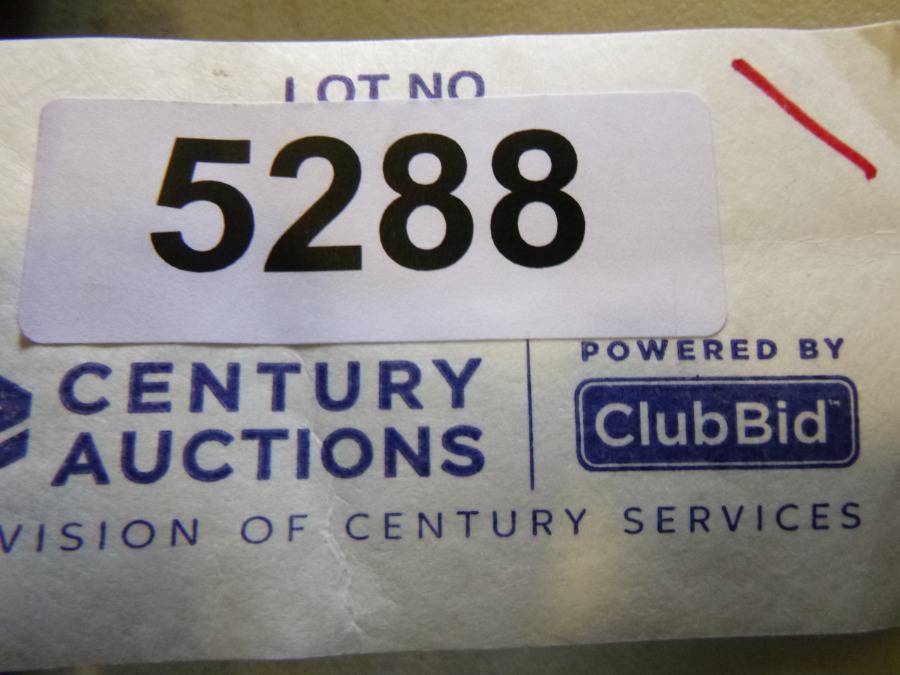 LOT NO
5288
CENTURY
AUCTIONS
POWERED BY
ClubBid™
VISION OF CENTURY SERVICES